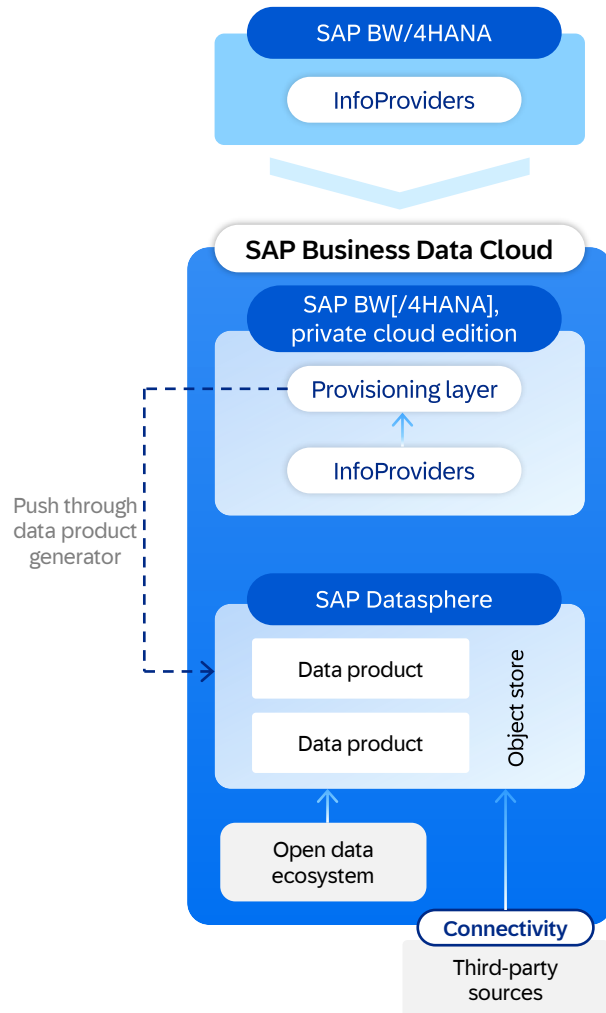 SAP BW/4HANA
InfoProviders
SAP Business Data Cloud
SAP BW[/4HANA],
private cloud edition
Provisioning layer
InfoProviders
Push through
data product
generator
SAP Datasphere
Data product
Data product
Object store
Open data
ecosystem
Connectivity
Third-party
sources